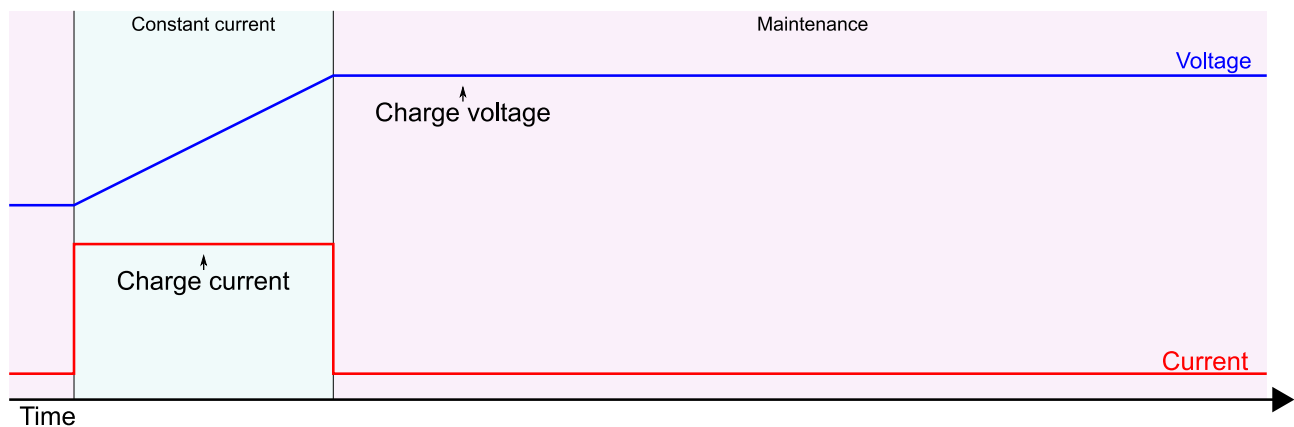 Constant current
Maintenance
Voltage
Charge voltage
Charge current
Current
Time